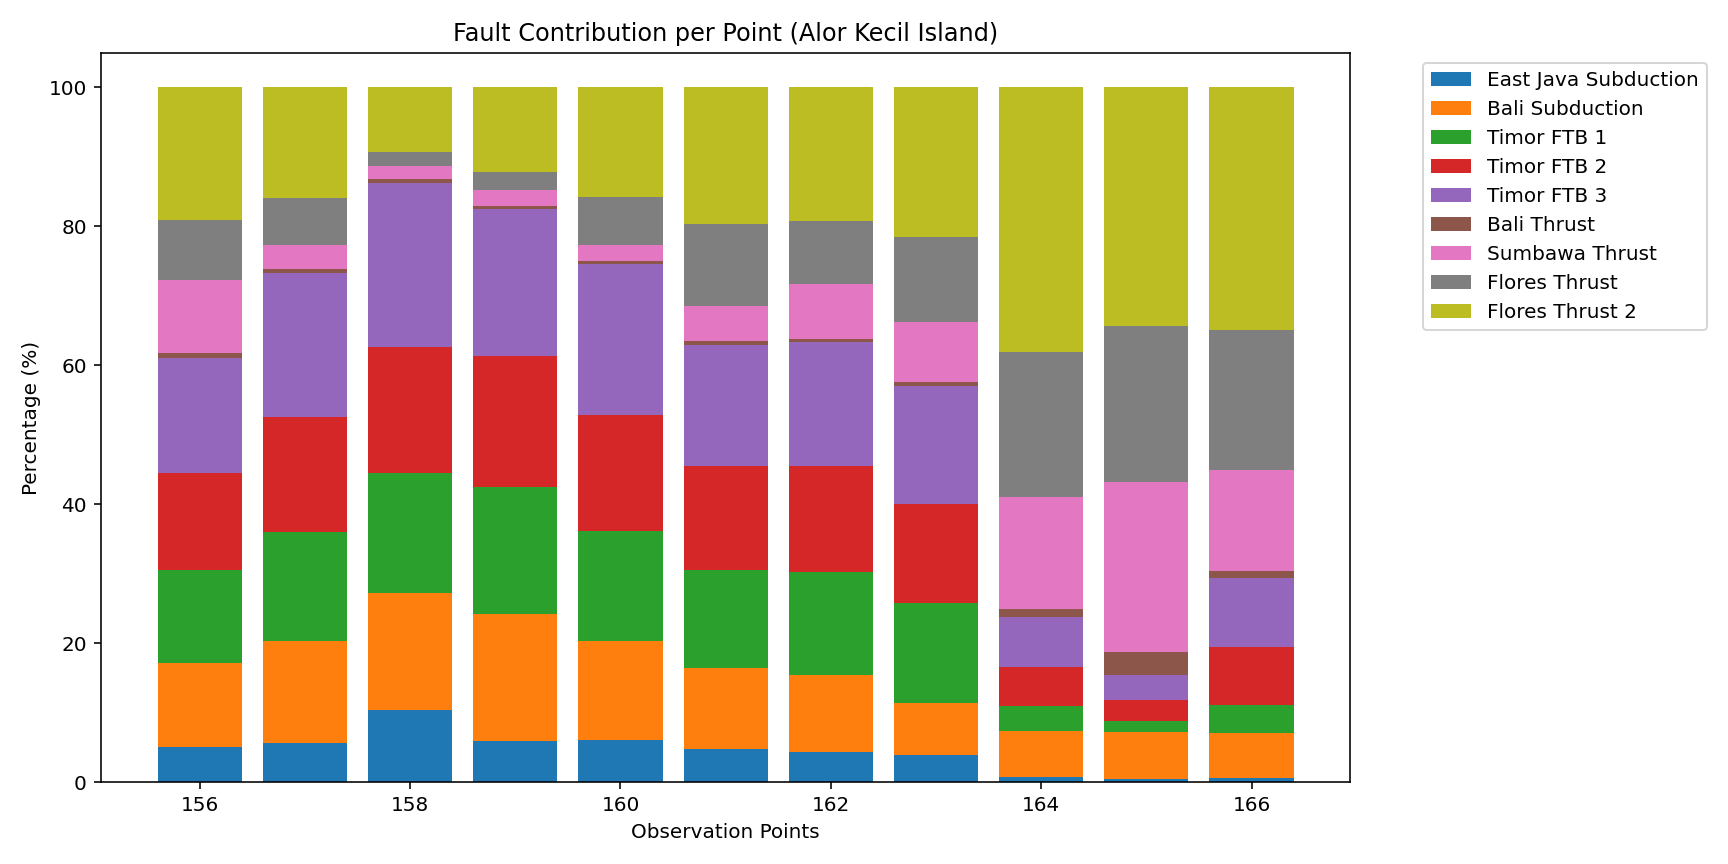 Fault Contribution per Point (Alor Kecil Island)
100
80
60
40
20
0
Percentage (%)
156 158 160 162 164 166
Observation Points
East Java Subduction
Bali Subduction
Timor FTB 1
Timor FTB 2
Timor FTB 3
Bali Thrust
Sumbawa Thrust
Flores Thrust
Flores Thrust 2